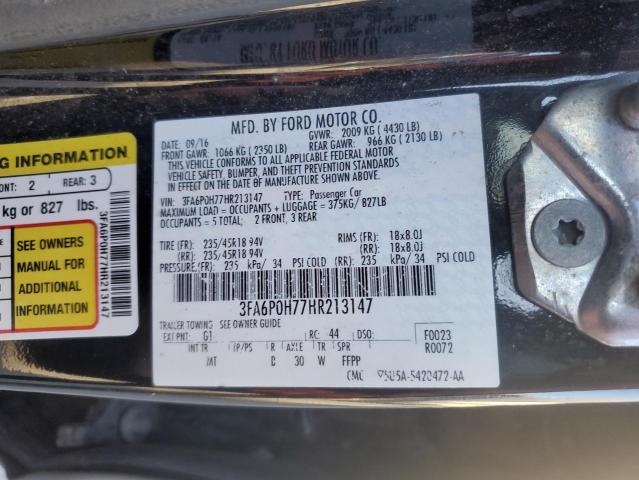 MFD. BY FORD MOTOR CO.
DATE: 09/16 GVWR: 2009 KG ( 4430 LB)
FRONT GAWR: 1066 KG ( 2350 LB) REAR GAWR: 966 KG ( 2130 LB)
THIS VEHICLE CONFORMS TO ALL APPLICABLE FEDERAL MOTOR
VEHICLE SAFETY, BUMPER, AND THEFT PREVENTION STANDARDS
IN EFFECT ON THE DATE OF MANUFACTURE SHOWN ABOVE.
VIN: 3FA6P0H77HR213147 TYPE: Passenger Car
MAXIMUM LOAD = OCCUPANTS + LUGGAGE = 375KG/ 827LB
OCCUPANTS = 5 TOTAL: 2 FRONT, 3 REAR
TIRE (FR): 235/45R18 94V RIMS (FR): 18x8.0J
(RR): 235/45R18 94V (RR): 18x8.0J
PRESSURE(FR): 235 kPa/ 34 PSI COLD (RR): 235 kPa/ 34 PSI COLD
3FA6P0H77HR213147
TRAILER TOWING - SEE OWNER GUIDE
EXT PNT: G1 RC: 44 DSO: F0023
INT TR TP/PS R AXLE TR SPR R0072
MT B 30 W FFPP
CMC
G INFORMATION
ONT: 2 REAR: 3
kg or 827 lbs.
SEE OWNERS
MANUAL FOR
ADDITIONAL
INFORMATION
3FA6P0H77HR213147